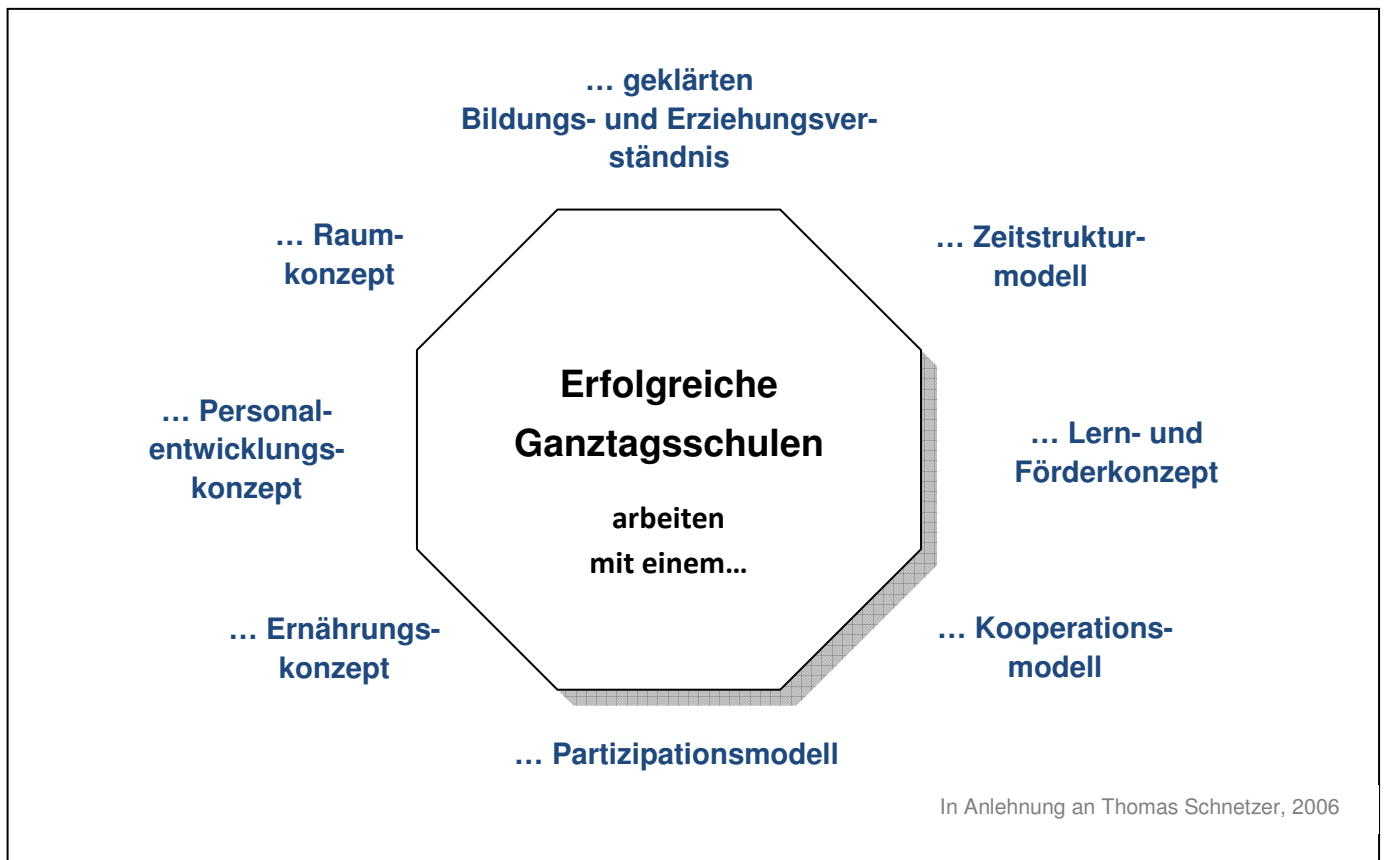 … geklärten
Bildungs- und Erziehungsver-
ständnis
… Raum-
konzept
… Zeitstruktur-
modell
Erfolgreiche
Ganztagsschulen
arbeiten
mit einem…
… Personal-
entwicklungs-
konzept
… Lern- und
Förderkonzept
… Ernährungs-
konzept
… Kooperations-
modell
… Partizipationsmodell
In Anlehnung an Thomas Schnetzer, 2006